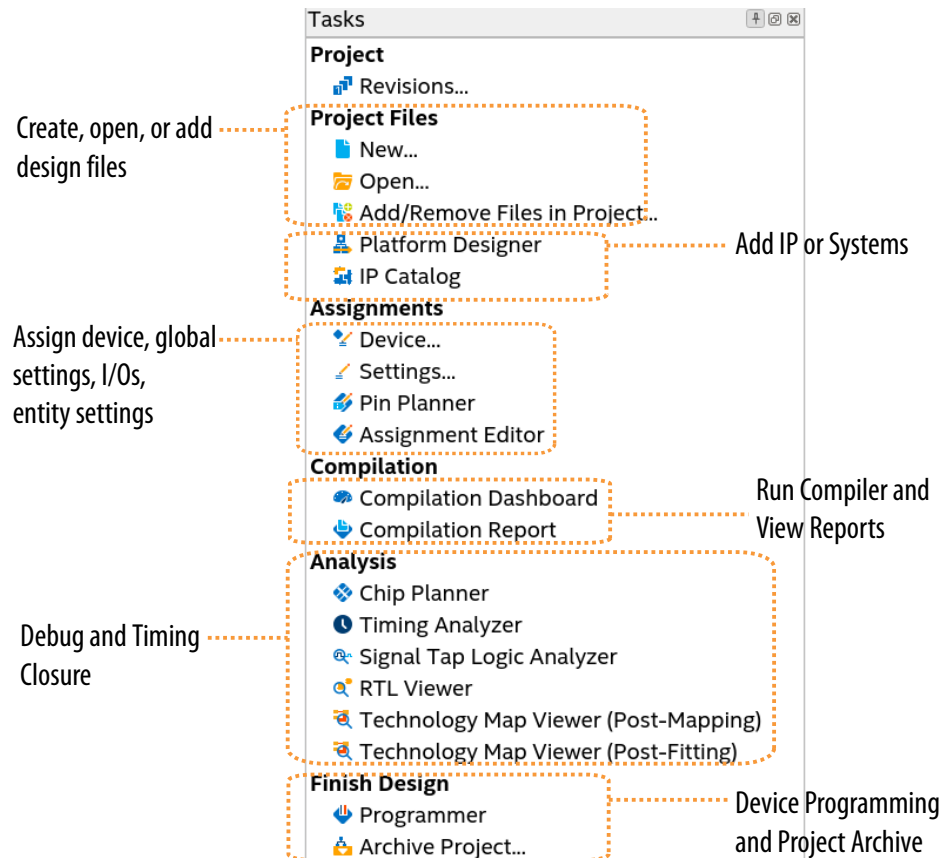 Tasks
Project
Revisions...
Create, open, or add
design files
Project Files
New...
Open...
Add/Remove Files in Project...
Platform Designer
IP Catalog
Add IP or Systems
Assignments
Assign device, global
settings, I/Os,
entity settings
Device...
Settings...
Pin Planner
Assignment Editor
Compilation
Compilation Dashboard
Compilation Report
Run Compiler and
View Reports
Analysis
Debug and Timing
Closure
Chip Planner
Timing Analyzer
Signal Tap Logic Analyzer
RTL Viewer
Technology Map Viewer (Post-Mapping)
Technology Map Viewer (Post-Fitting)
Finish Design
Programmer
Archive Project...
Device Programming
and Project Archive